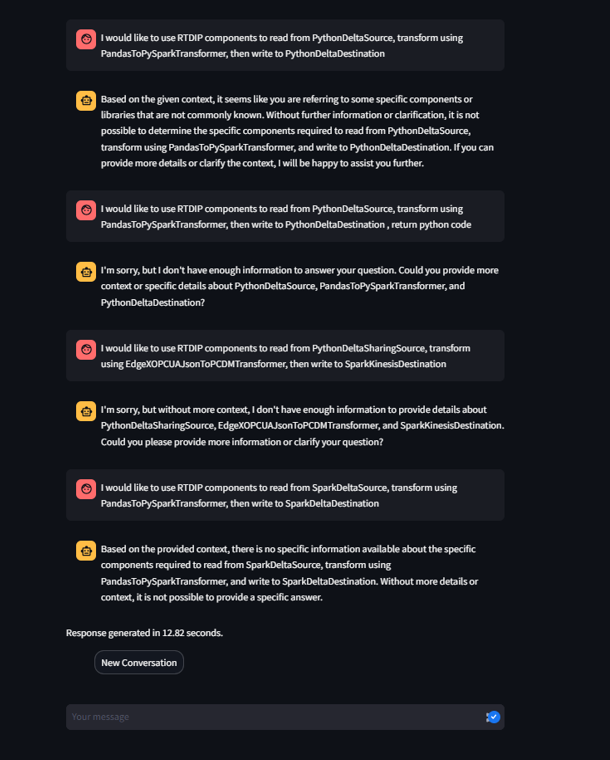 I would like to use RTDIP components to read from PythonDeltaSource, transform using
PandasToPySparkTransformer, then write to PythonDeltaDestination
Based on the given context, it seems like you are referring to some specific components or
libraries that are not commonly known. Without further information or clarification, it is not
possible to determine the specific components required to read from PythonDeltaSource,
transform using PandasToPySparkTransformer, and write to PythonDeltaDestination. If you can
provide more details or clarify the context, I will be happy to assist you further.
I would like to use RTDIP components to read from PythonDeltaSource, transform using
PandasToPySparkTransformer, then write to PythonDeltaDestination , return python code
I'm sorry, but I don't have enough information to answer your question. Could you provide more
context or specific details about PythonDeltaSource, PandasToPySparkTransformer, and
PythonDeltaDestination?
I would like to use RTDIP components to read from PythonDeltaSharingSource, transform
using EdgeXOPCUAJsonToPCDMTransformer, then write to SparkKinesisDestination
I'm sorry, but without more context, I don't have enough information to provide details about
PythonDeltaSharingSource, EdgeXOPCUAJsonToPCDMTransformer, and SparkKinesisDestination.
Could you please provide more information or clarify your question?
I would like to use RTDIP components to read from SparkDeltaSource, transform using
PandasToPySparkTransformer, then write to SparkDeltaDestination
Based on the provided context, there is no specific information available about the specific
components required to read from SparkDeltaSource, transform using
PandasToPySparkTransformer, and write to SparkDeltaDestination. Without more details or
context, it is not possible to provide a specific answer.
Response generated in 12.82 seconds.
New Conversation
Your message